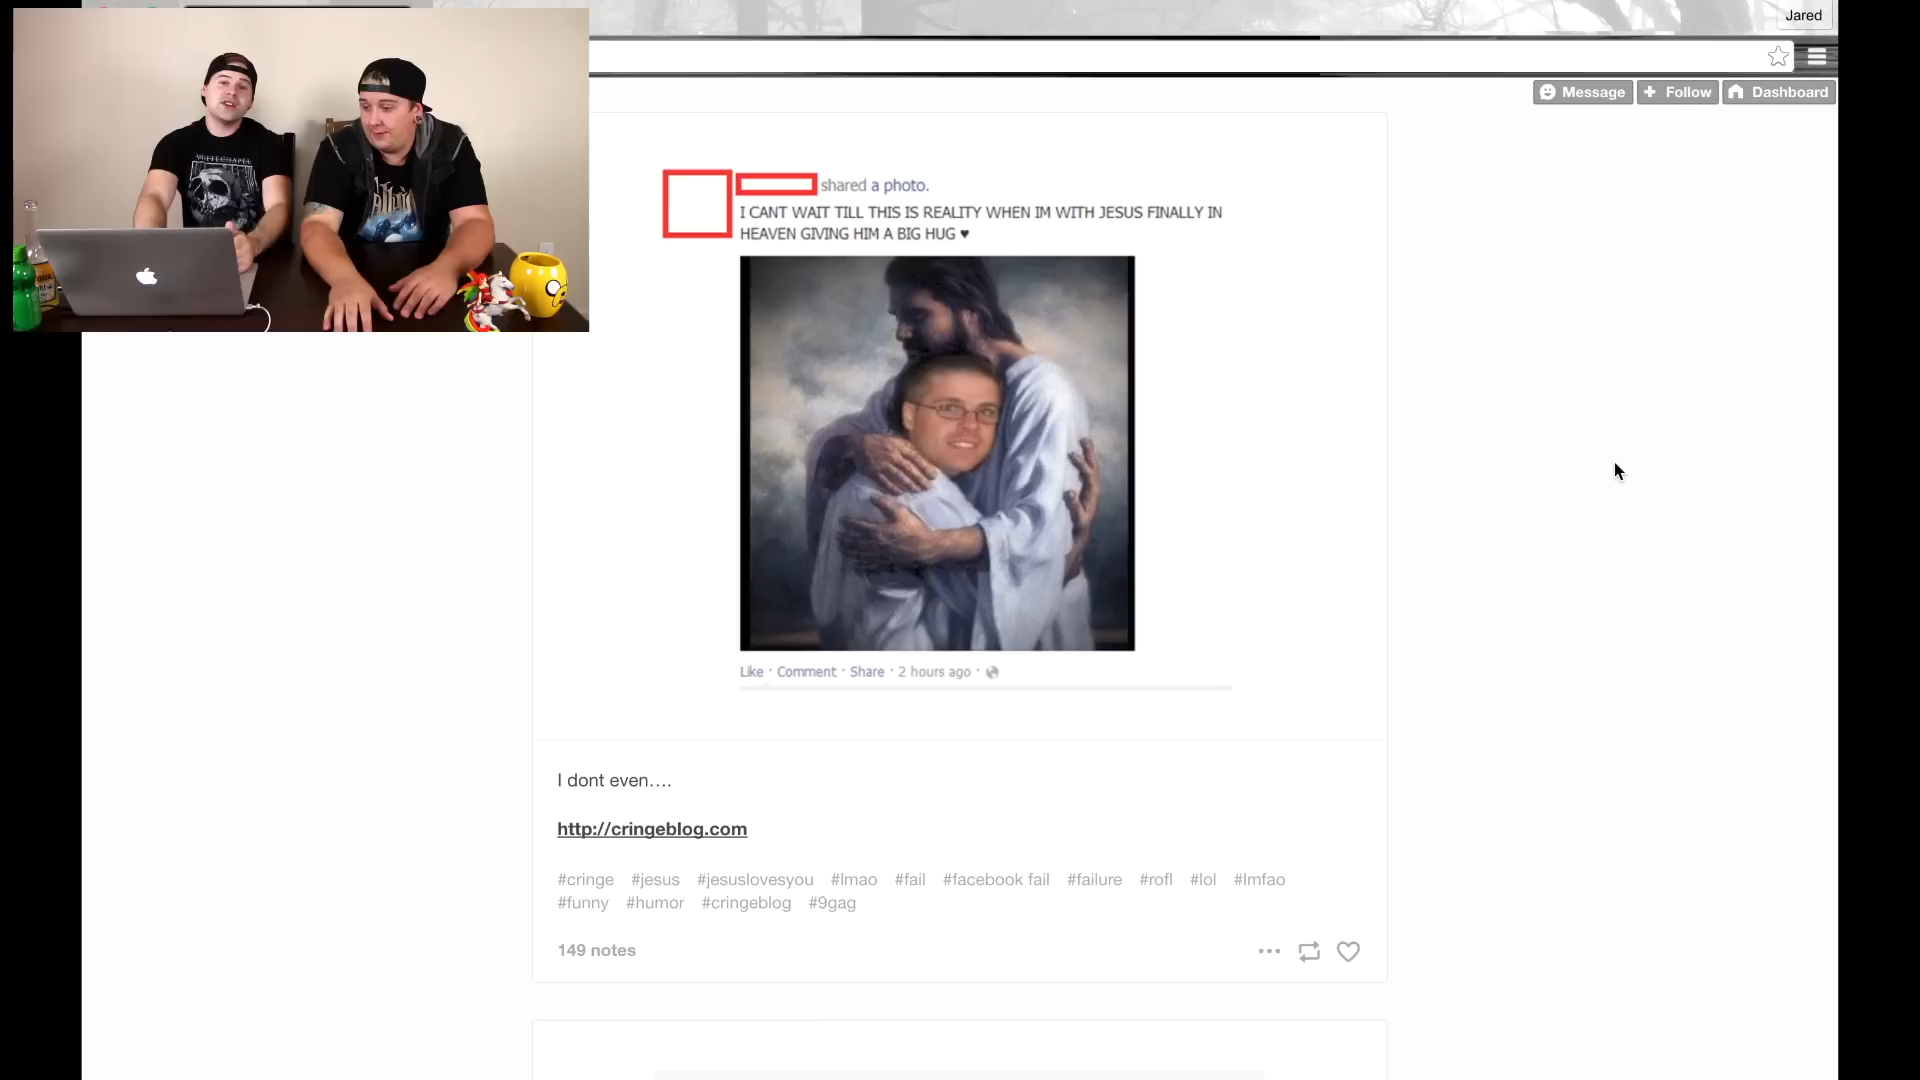 Jared
Message
Follow
Dashboard
shared a photo.
I CANT WAIT TILL THIS IS REALITY WHEN IM WITH JESUS FINALLY IN
HEAVEN GIVING HIM A BIG HUG ♥
Like · Comment · Share · 2 hours ago ·
I dont even....
http://cringeblog.com
#cringe #jesus #jesuslovesyou #lmao #fail #facebook fail #failure #rofl #lol #lmfao
#funny #humor #cringeblog #9gag
149 notes